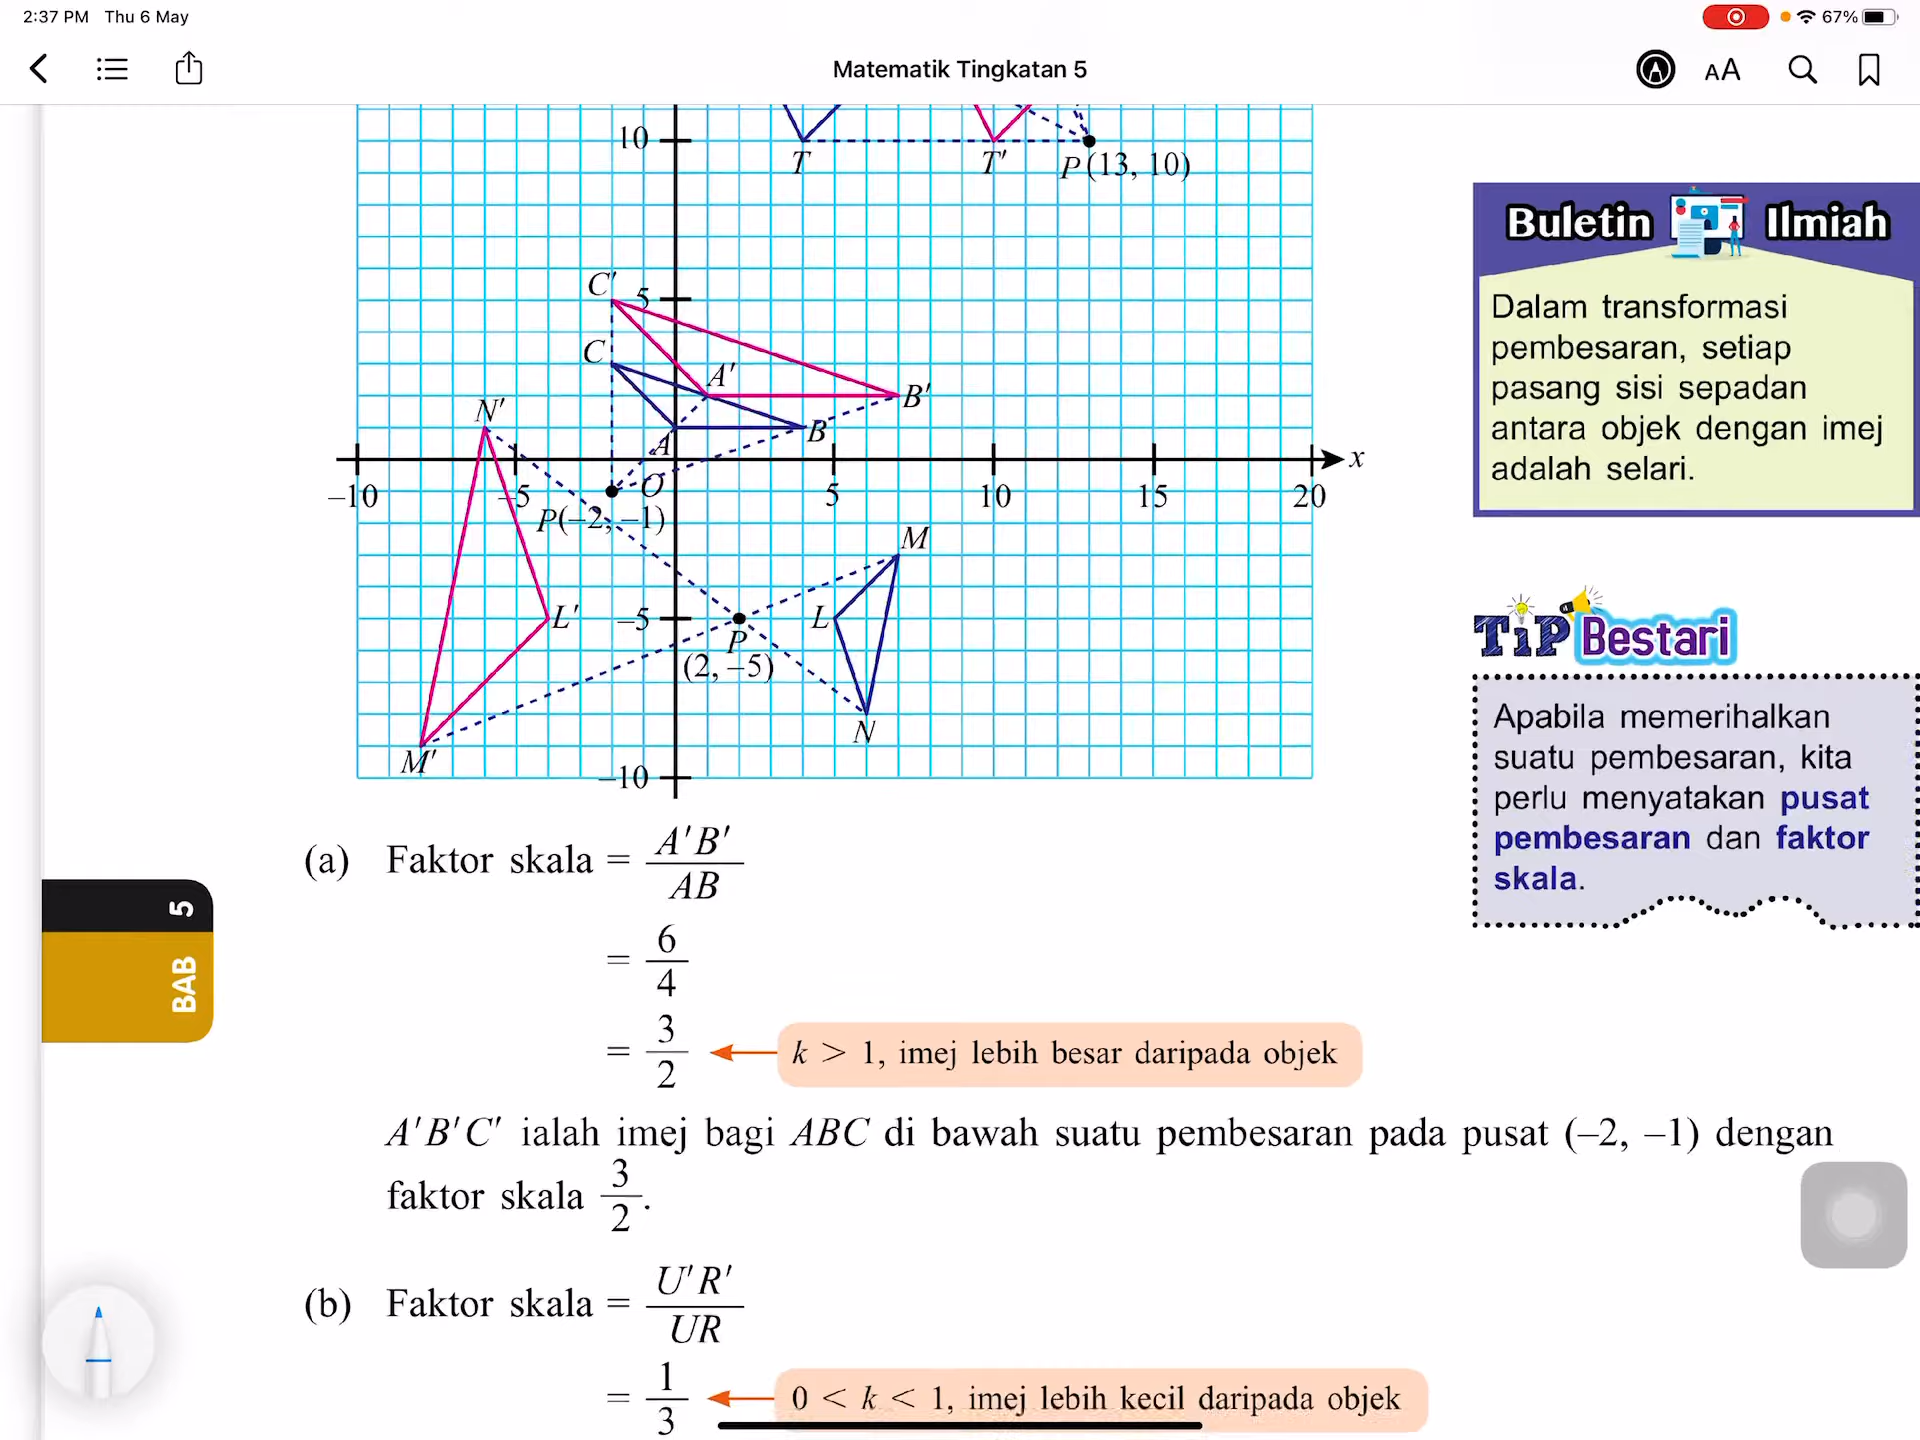 2:37 PM Thu 6 May
67%
Matematik Tingkatan 5
AA
10
T
T′
P(13, 10)
C′
5
C
A′
B′
N′
B
A
x
–10
–5
O
5
10
15
20
P(–2, –1)
M
L′
–5
L
P
(2, –5)
N
M′
–10
Buletin Ilmiah
Dalam transformasi
pembesaran, setiap
pasang sisi sepadan
antara objek dengan imej
adalah selari.
TiP Bestari
Apabila memerihalkan
suatu pembesaran, kita
perlu menyatakan pusat
pembesaran dan faktor
skala.
BAB 5
(a) Faktor skala = A′B′/AB
= 6/4
= 3/2 k > 1, imej lebih besar daripada objek
A′B′C′ ialah imej bagi ABC di bawah suatu pembesaran pada pusat (–2, –1) dengan
faktor skala 3/2.
(b) Faktor skala = U′R′/UR
= 1/3 0 < k < 1, imej lebih kecil daripada objek